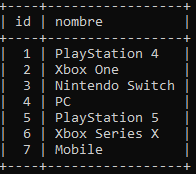 id | nombre
1 | PlayStation 4
2 | Xbox One
3 | Nintendo Switch
4 | PC
5 | PlayStation 5
6 | Xbox Series X
7 | Mobile